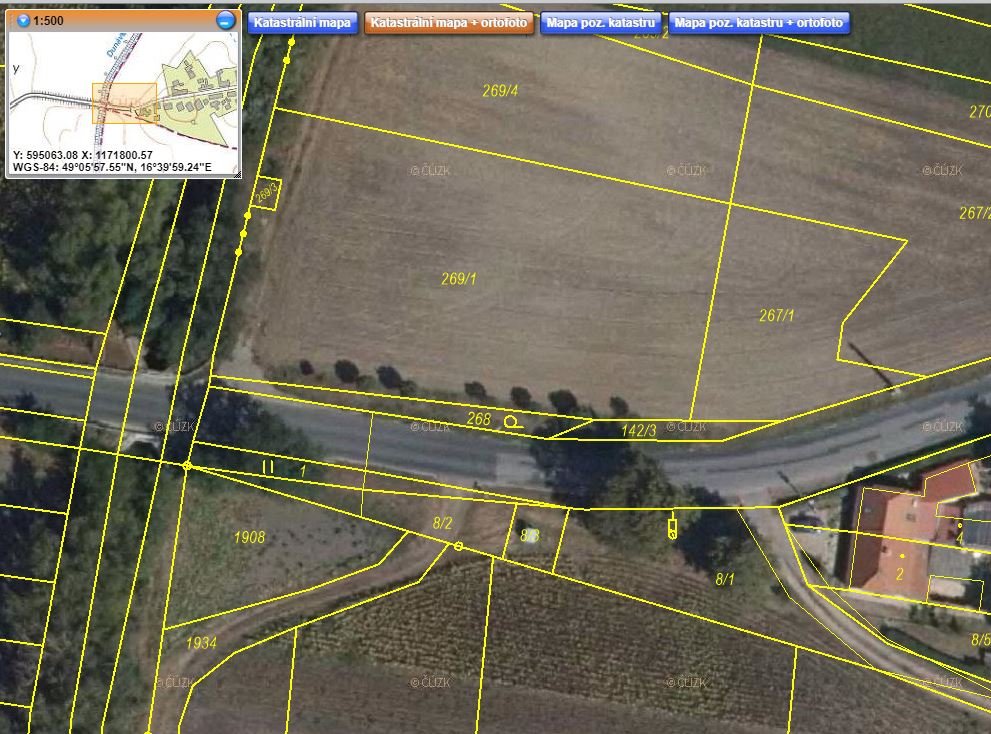 1:500
Katastrální mapa
Katastrální mapa + ortofoto
Mapa poz. katastru
Mapa poz. katastru + ortofoto
Dunáva
y
Y: 595063.08 X: 1171800.57
WGS-84: 49°05'57.55"N, 16°39'59.24"E
269/4
270
© ČÚZK
© ČÚZK
© ČÚZK
269/3
267/2
269/1
267/1
268
142/3
© ČÚZK
© ČÚZK
© ČÚZK
© ČÚZK
1
8/2
8/3
1908
4
2
8/1
1934
8/5
© ČÚZK
© ČÚZK
© ČÚZK
© ČÚZK